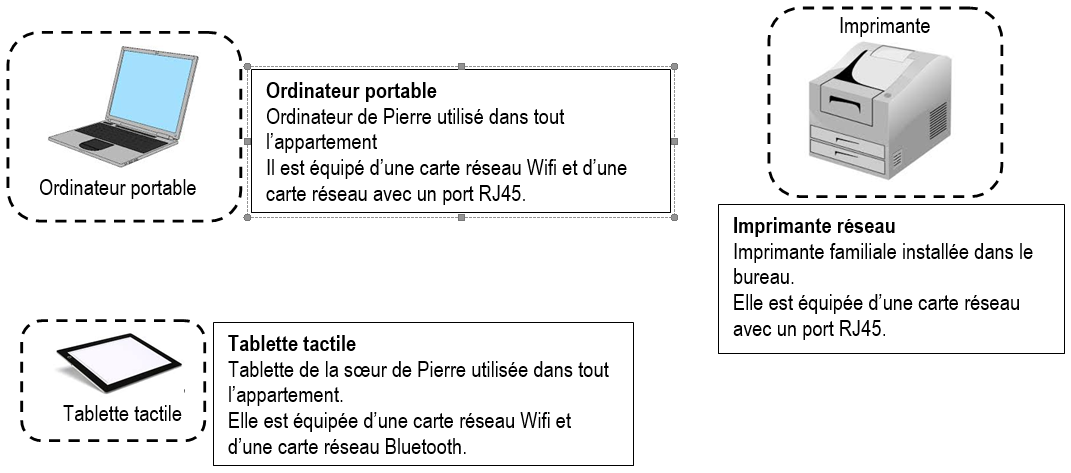 Ordinateur portable
Ordinateur portable
Ordinateur de Pierre utilisé dans tout
l’appartement
Il est équipé d’une carte réseau Wifi et d’une
carte réseau avec un port RJ45.
Imprimante
Imprimante réseau
Imprimante familiale installée dans le
bureau.
Elle est équipée d’une carte réseau
avec un port RJ45.
Tablette tactile
Tablette tactile
Tablette de la sœur de Pierre utilisée dans tout
l’appartement.
Elle est équipée d’une carte réseau Wifi et
d’une carte réseau Bluetooth.